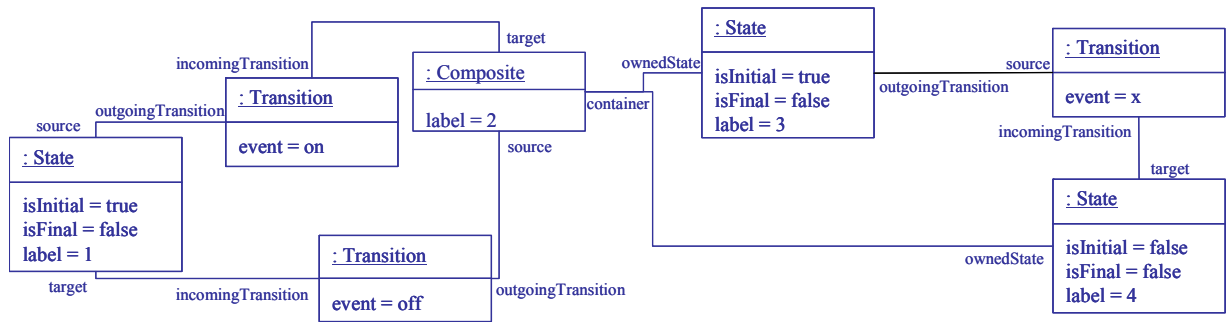 : State
target
incomingTransition
ownedState
source
: Transition
: Composite
isInitial = true
isFinal = false
label = 3
outgoingTransition
: Transition
container
event = x
outgoingTransition
label = 2
source
incomingTransition
event = on
source
: State
target
: State
isInitial = true
isFinal = false
label = 1
: Transition
isInitial = false
isFinal = false
label = 4
ownedState
target
incomingTransition
event = off
outgoingTransition